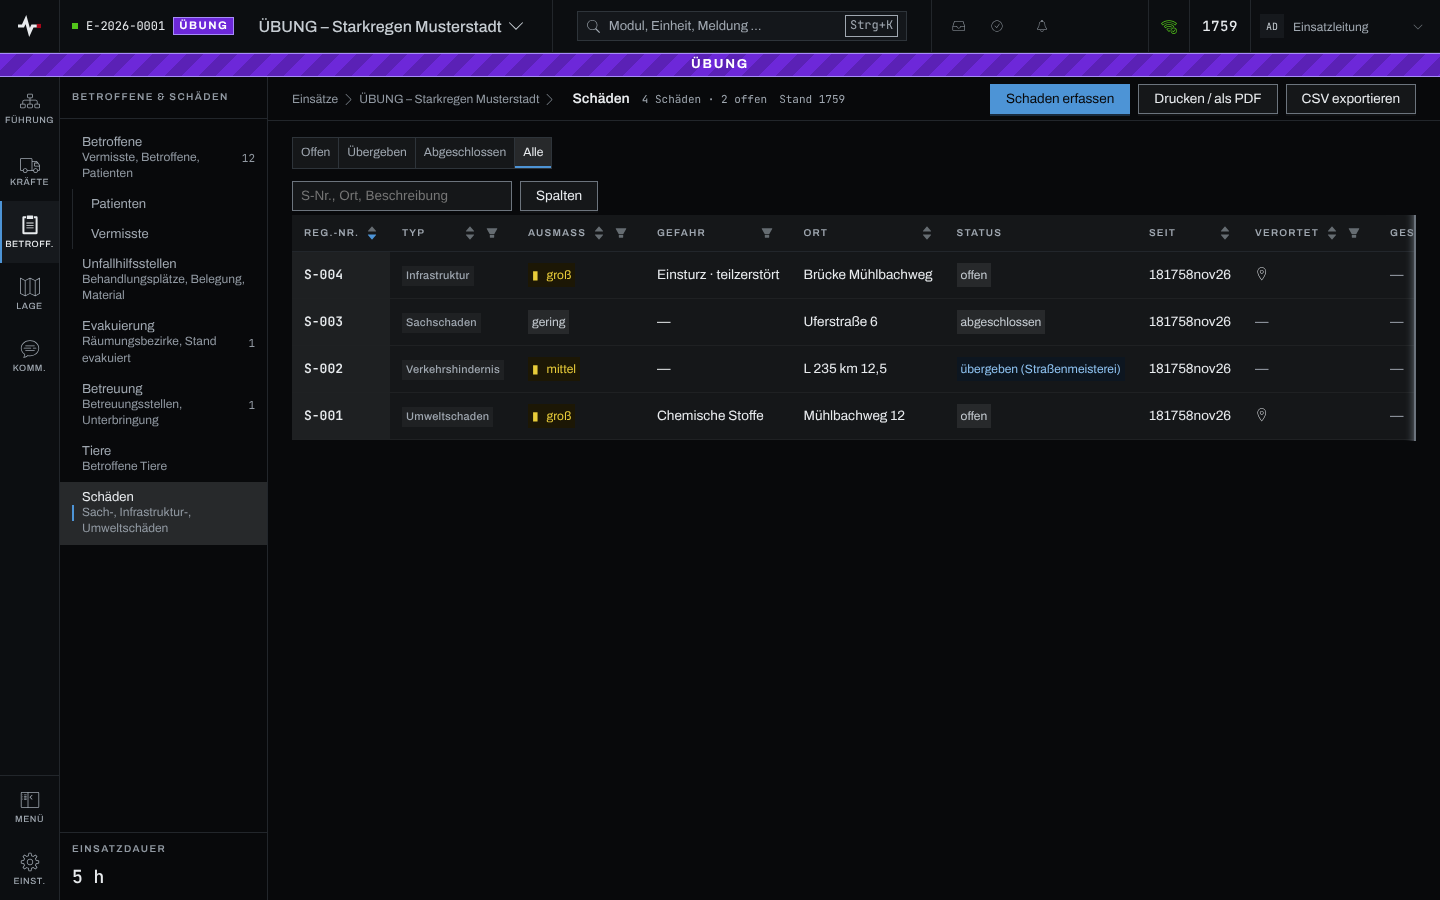 E-2026-0001 ÜBUNG ÜBUNG – Starkregen Musterstadt Modul, Einheit, Meldung ... Strg+K 1759 AD Einsatzleitung
ÜBUNG
FÜHRUNG
KRÄFTE
BETROFF.
LAGE
KOMM.
MENÜ
EINST.
BETROFFENE & SCHÄDEN
Betroffene
Vermisste, Betroffene, 12
Patienten
Patienten
Vermisste
Unfallhilfsstellen
Behandlungsplätze, Belegung,
Material
Evakuierung
Räumungsbezirke, Stand 1
evakuiert
Betreuung
Betreuungsstellen, 1
Unterbringung
Tiere
Betroffene Tiere
Schäden
Sach-, Infrastruktur-,
Umweltschäden
EINSATZDAUER
5 h
Einsätze ÜBUNG – Starkregen Musterstadt Schäden 4 Schäden · 2 offen Stand 1759 Schaden erfassen Drucken / als PDF CSV exportieren
Offen Übergeben Abgeschlossen Alle
S-Nr., Ort, Beschreibung Spalten
REG.-NR. TYP AUSMASS GEFAHR ORT STATUS SEIT VERORTET GES
S-004 Infrastruktur groß Einsturz · teilzerstört Brücke Mühlbachweg offen 181758nov26 —
S-003 Sachschaden gering — Uferstraße 6 abgeschlossen 181758nov26 — —
S-002 Verkehrshindernis mittel — L 235 km 12,5 übergeben (Straßenmeisterei) 181758nov26 — —
S-001 Umweltschaden groß Chemische Stoffe Mühlbachweg 12 offen 181758nov26 —